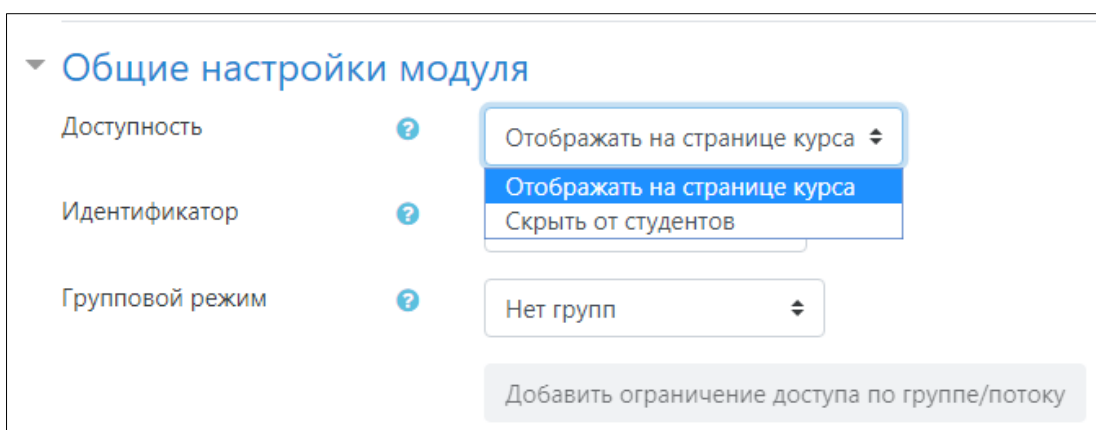 Общие настройки модуля
Доступность
Отображать на странице курса
Отображать на странице курса
Скрыть от студентов
Идентификатор
Групповой режим
Нет групп
Добавить ограничение доступа по группе/потоку